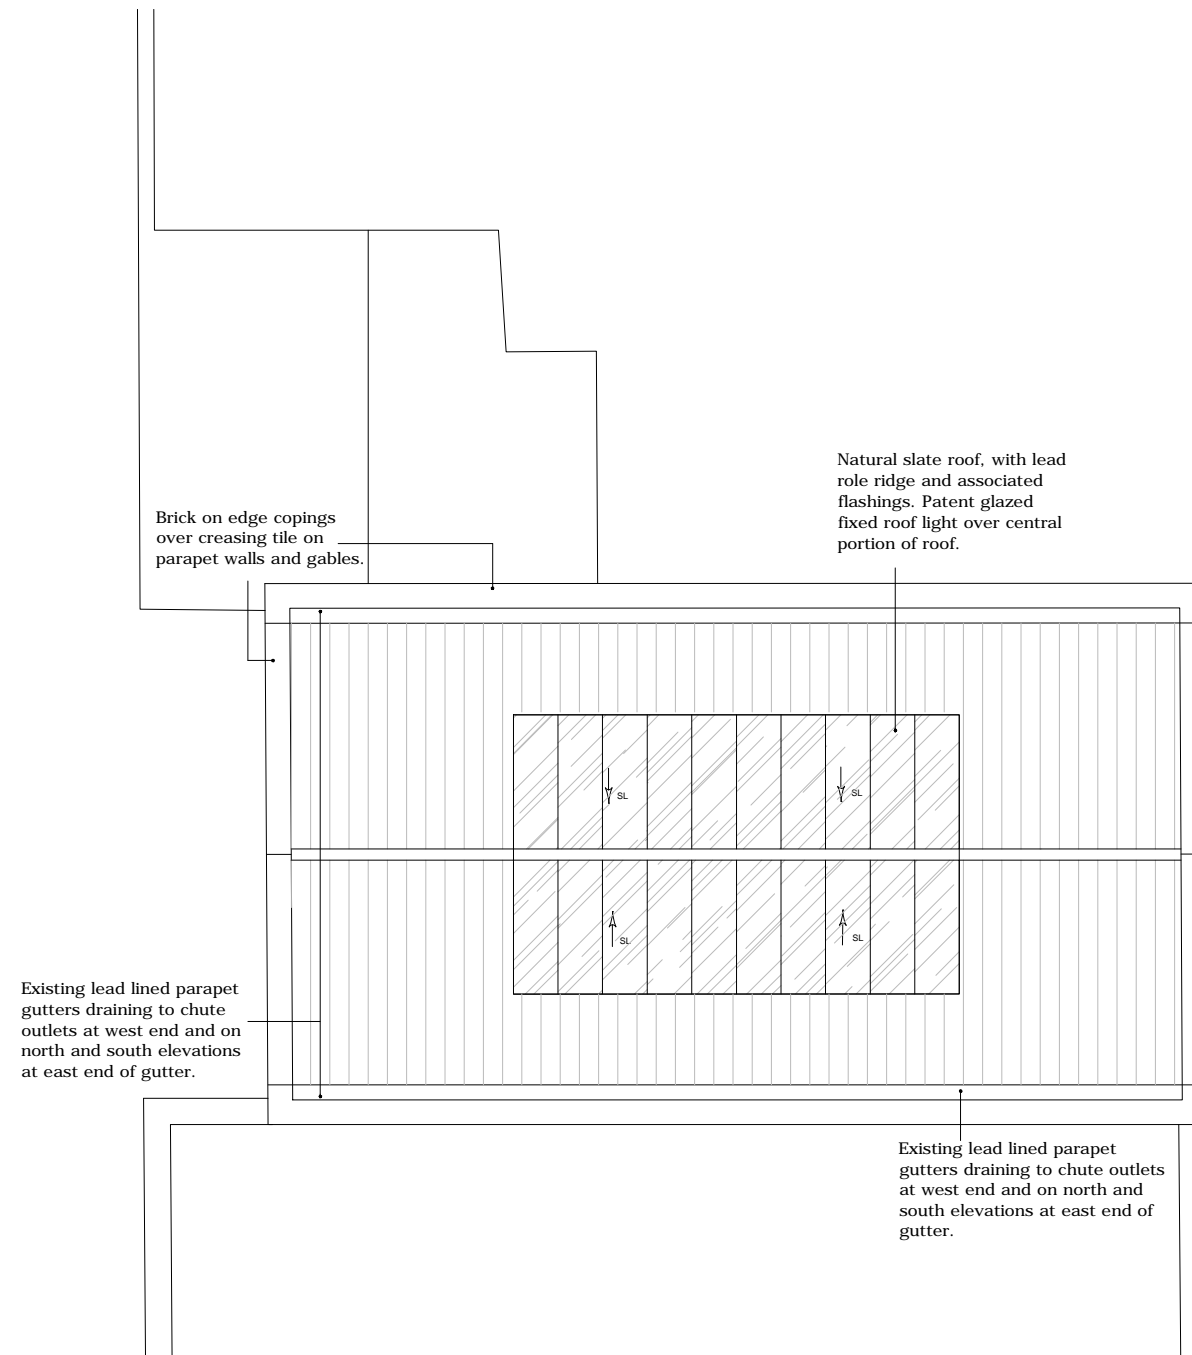 Natural slate roof, with lead
role ridge and associated
flashings. Patent glazed
fixed roof light over central
portion of roof.
Brick on edge copings
over creasing tile on
parapet walls and gables.
SL
SL
SL
SL
Existing lead lined parapet
gutters draining to chute
outlets at west end and on
north and south elevations
at east end of gutter.
Existing lead lined parapet
gutters draining to chute outlets
at west end and on north and
south elevations at east end of
gutter.